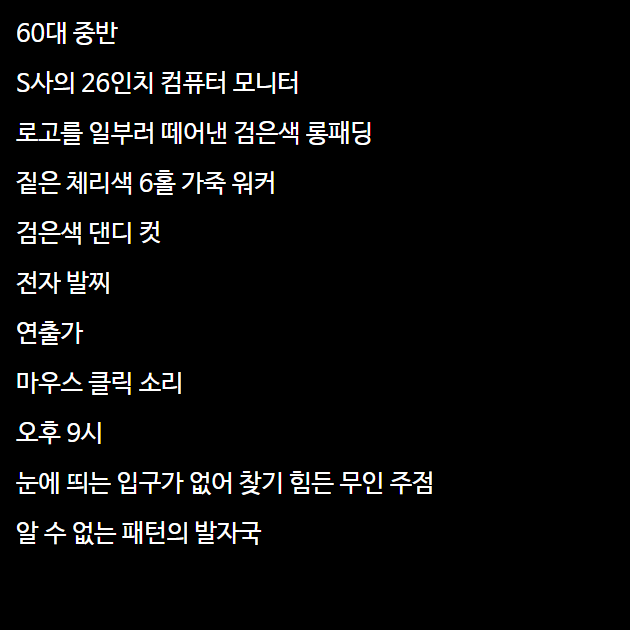 60대 중반
S사의 26인치 컴퓨터 모니터
로고를 일부러 떼어낸 검은색 롱패딩
짙은 체리색 6홀 가죽 워커
검은색 댄디 컷
전자 발찌
연출가
마우스 클릭 소리
오후 9시
눈에 띄는 입구가 없어 찾기 힘든 무인 주점
알 수 없는 패턴의 발자국